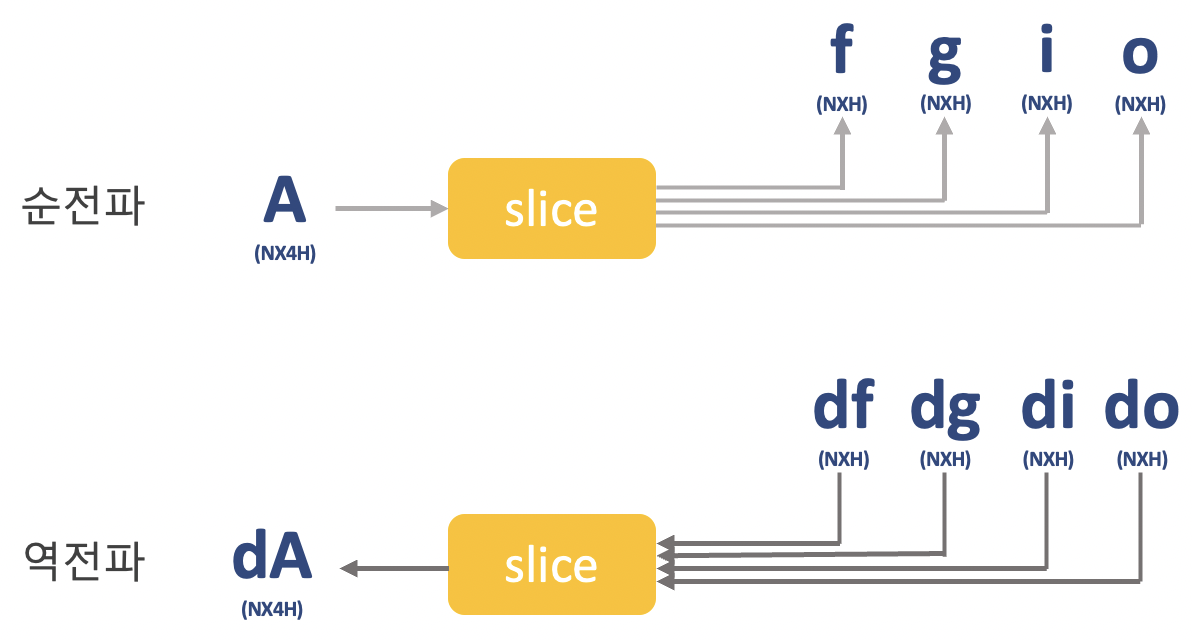 f g i o
(NXH) (NXH) (NXH) (NXH)
순전파 A slice
(NX4H)
df dg di do
(NXH) (NXH) (NXH) (NXH)
역전파 dA slice
(NX4H)